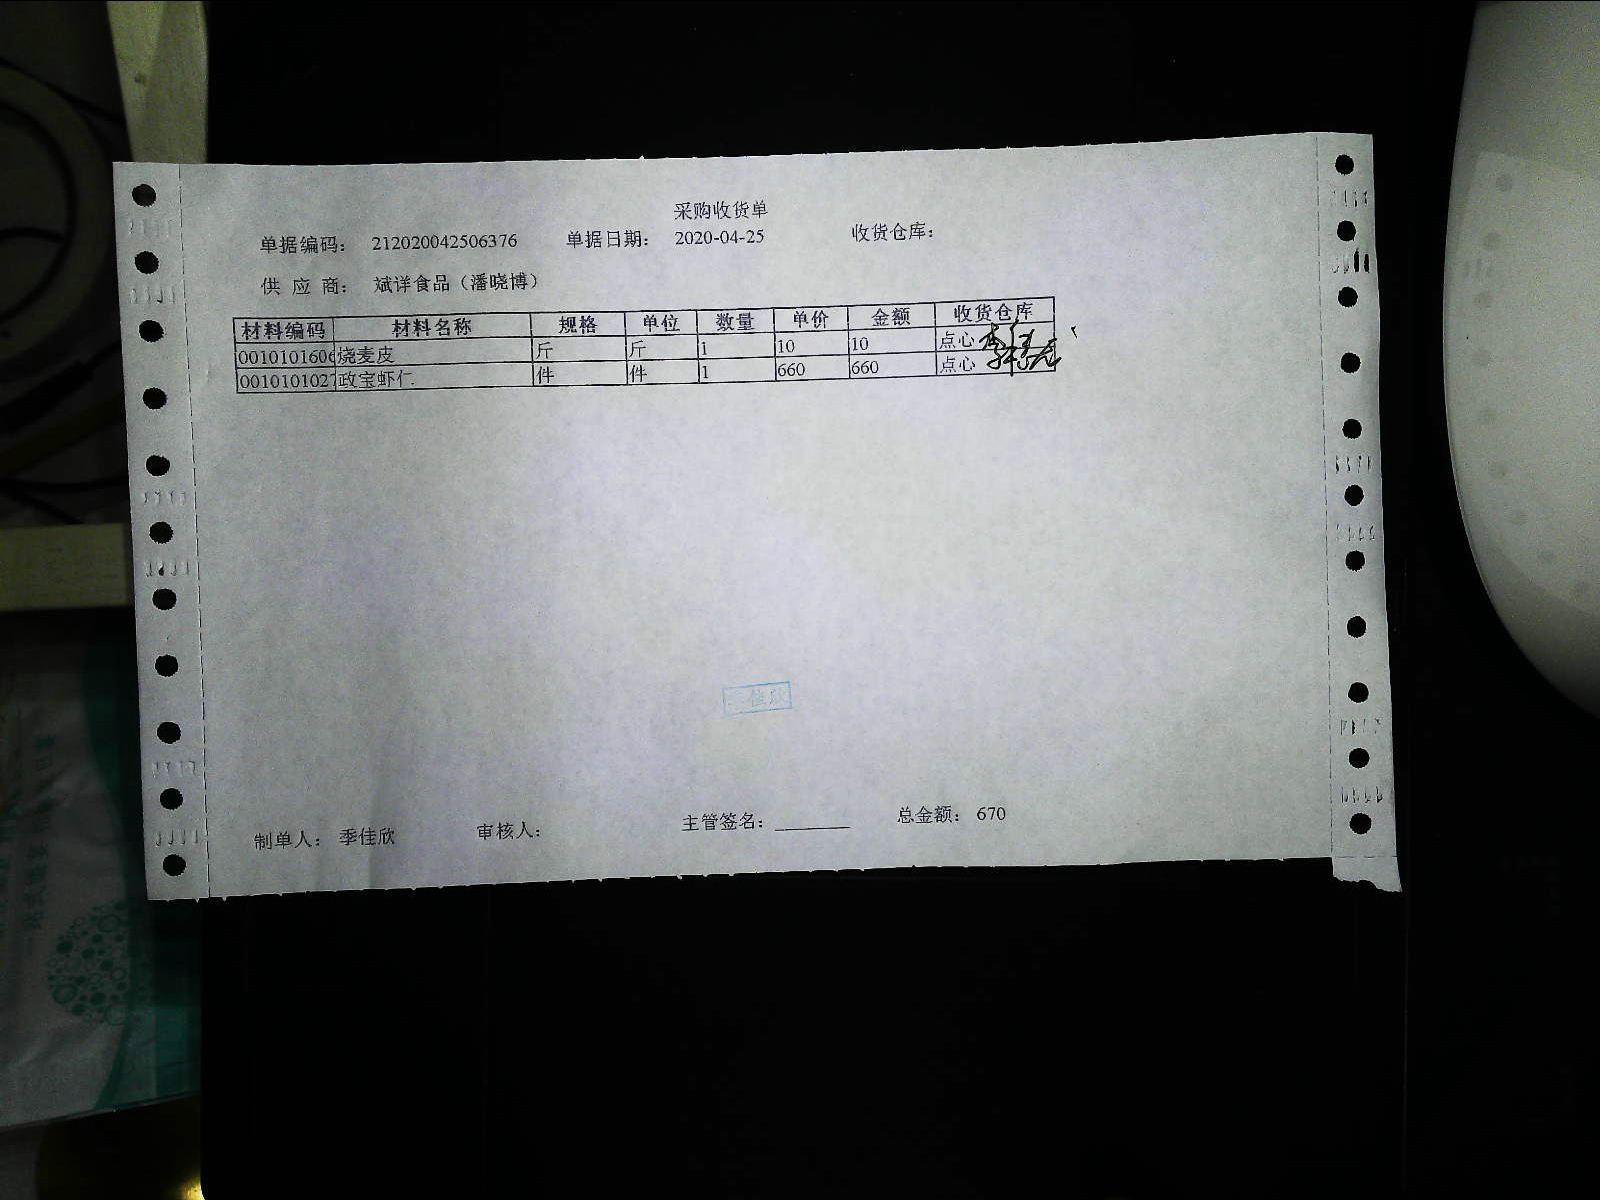 采购收货单
单据编码： 212020042506376 单据日期： 2020-04-25 收货仓库：
供 应 商： 斌详食品（潘晓博）
材料编码 材料名称 规格 单位 数量 单价 金额 收货仓库
0010101606 烧麦皮 斤 斤 1 10 10 点心
0010101027 政宝虾仁 件 件 1 660 660 点心
制单人： 季佳欣 审核人： 主管签名：________ 总金额： 670